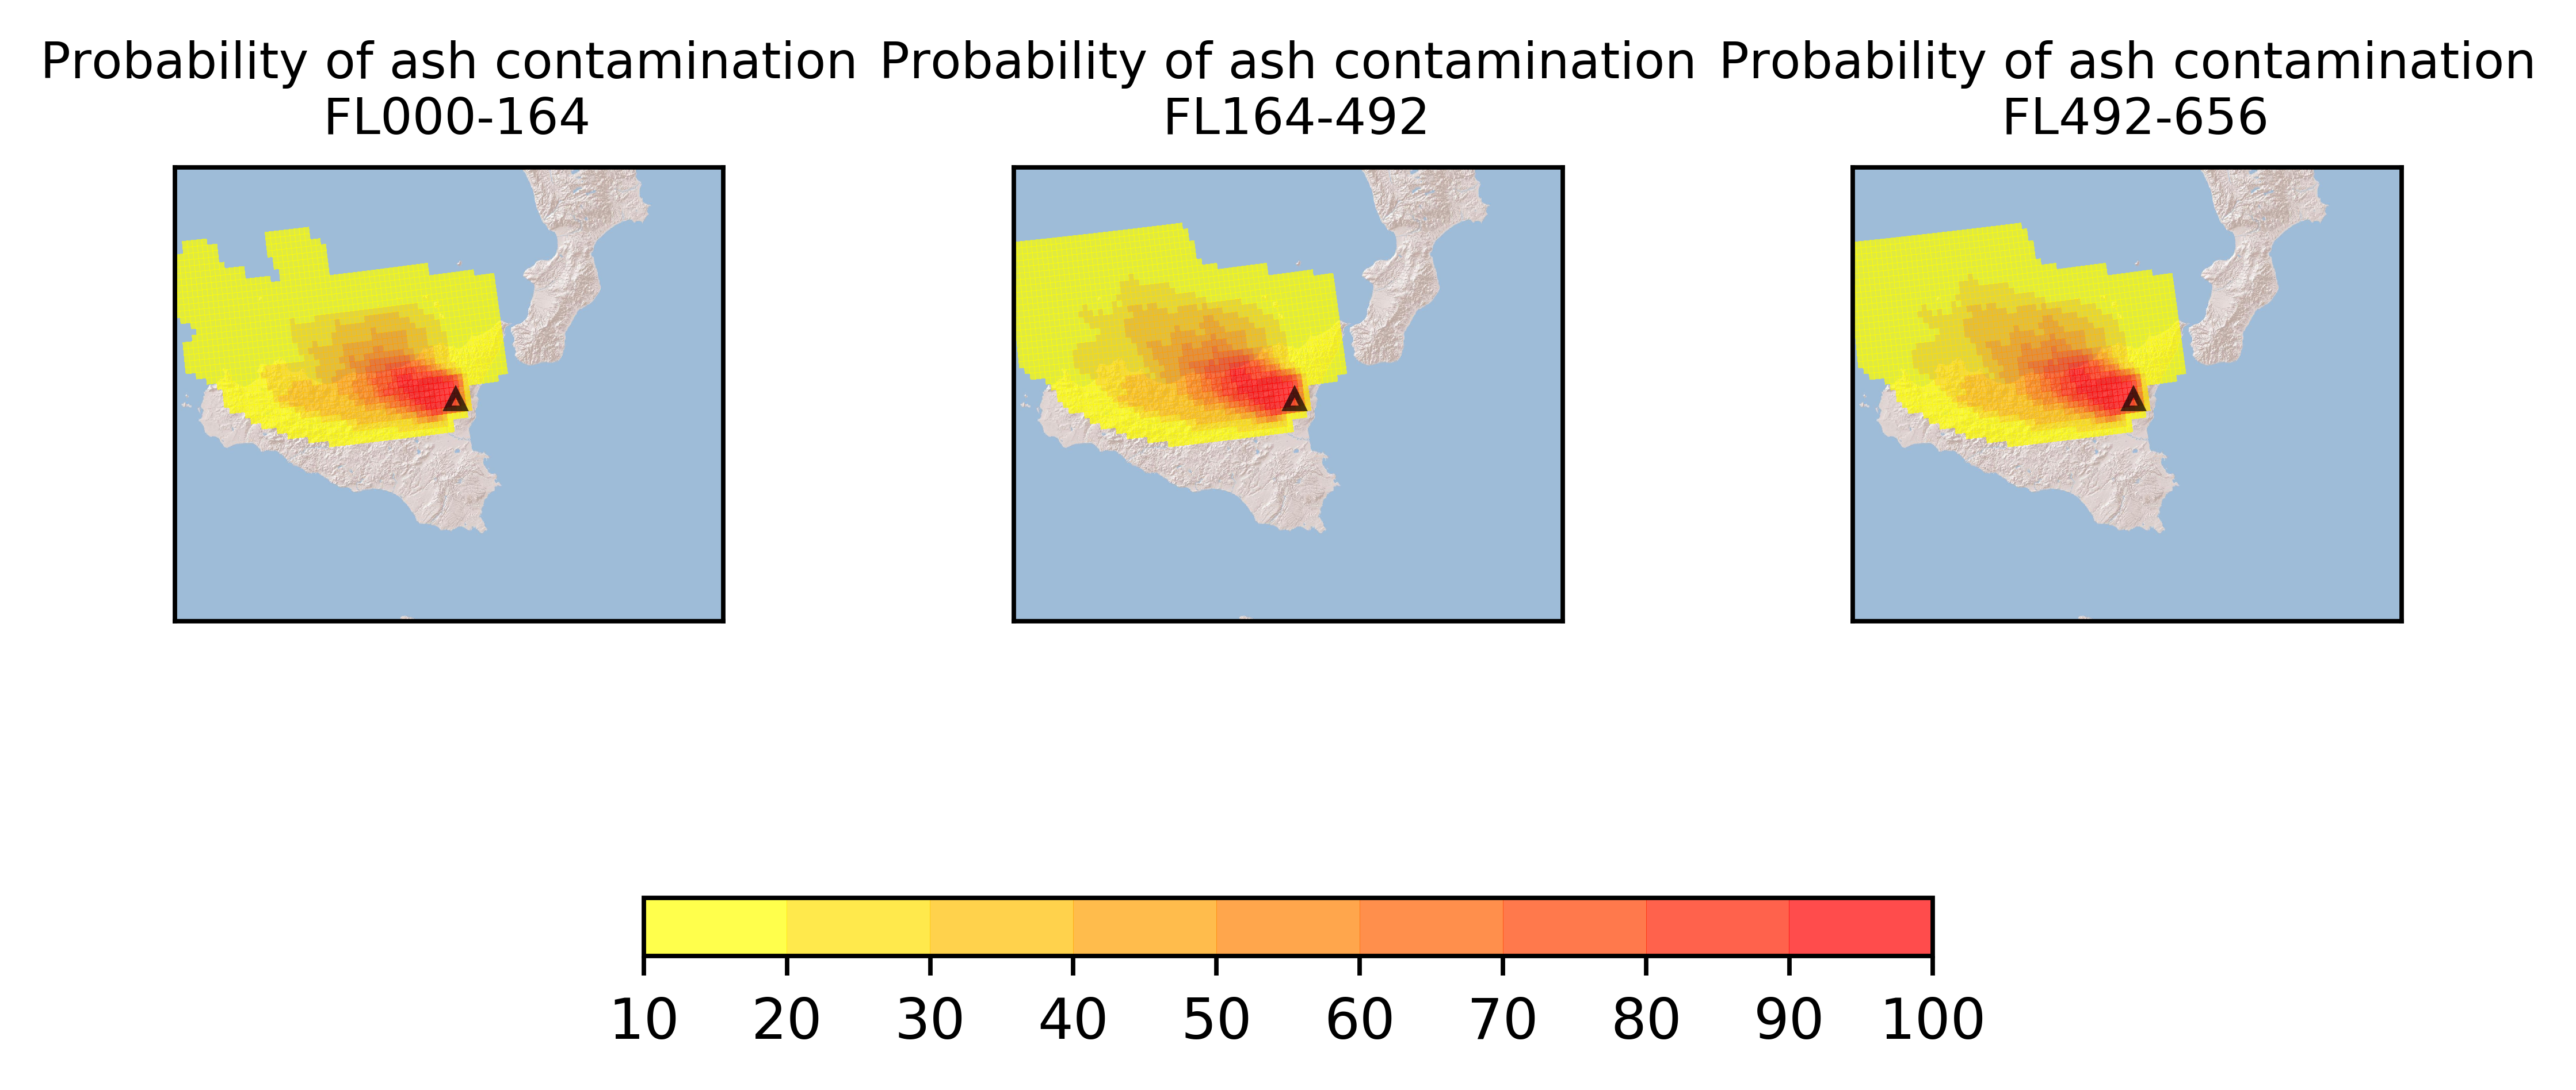 Probability of ash contamination
FL000-164
Probability of ash contamination
FL164-492
Probability of ash contamination
FL492-656
10 20 30 40 50 60 70 80 90 100